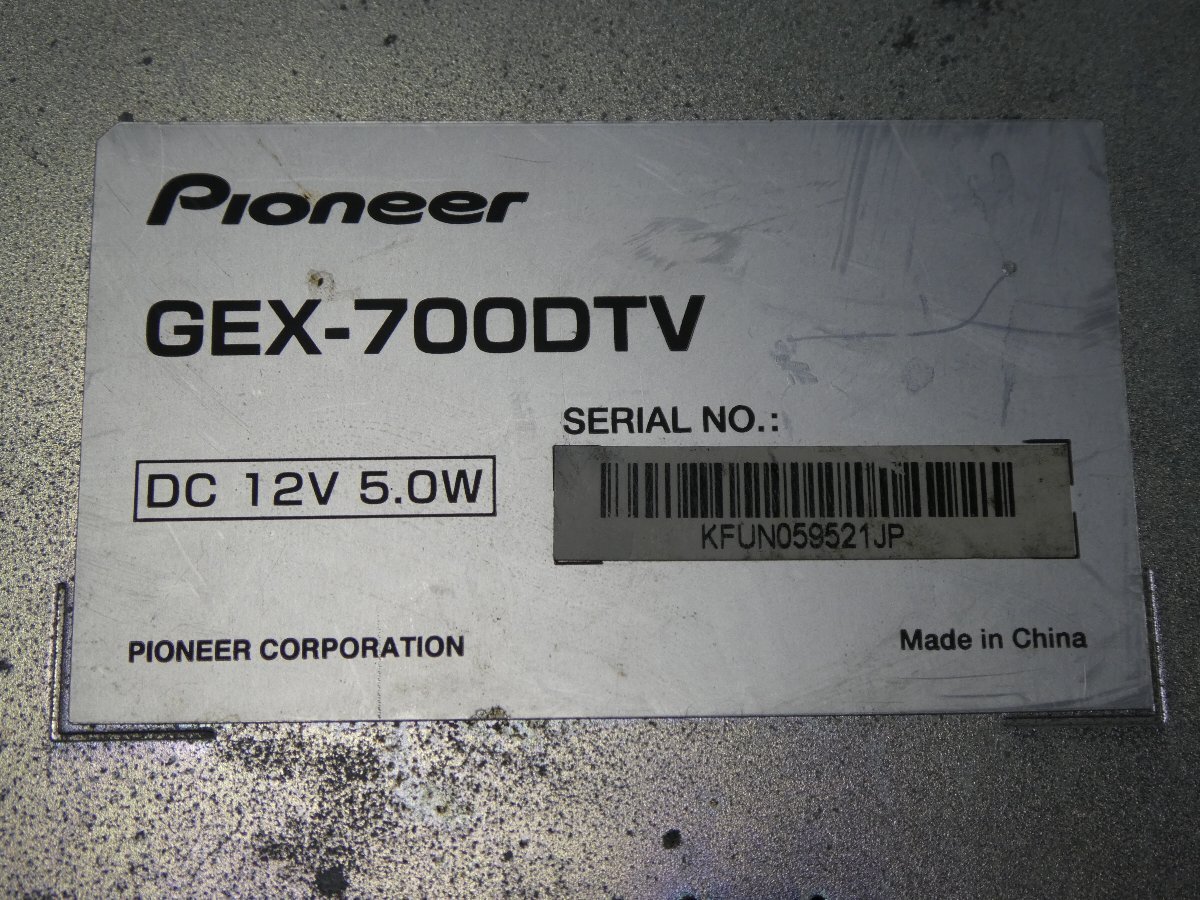 Pioneer
GEX-700DTV
SERIAL NO.:
DC 12V 5.0W
KFUN059521JP
PIONEER CORPORATION
Made in China